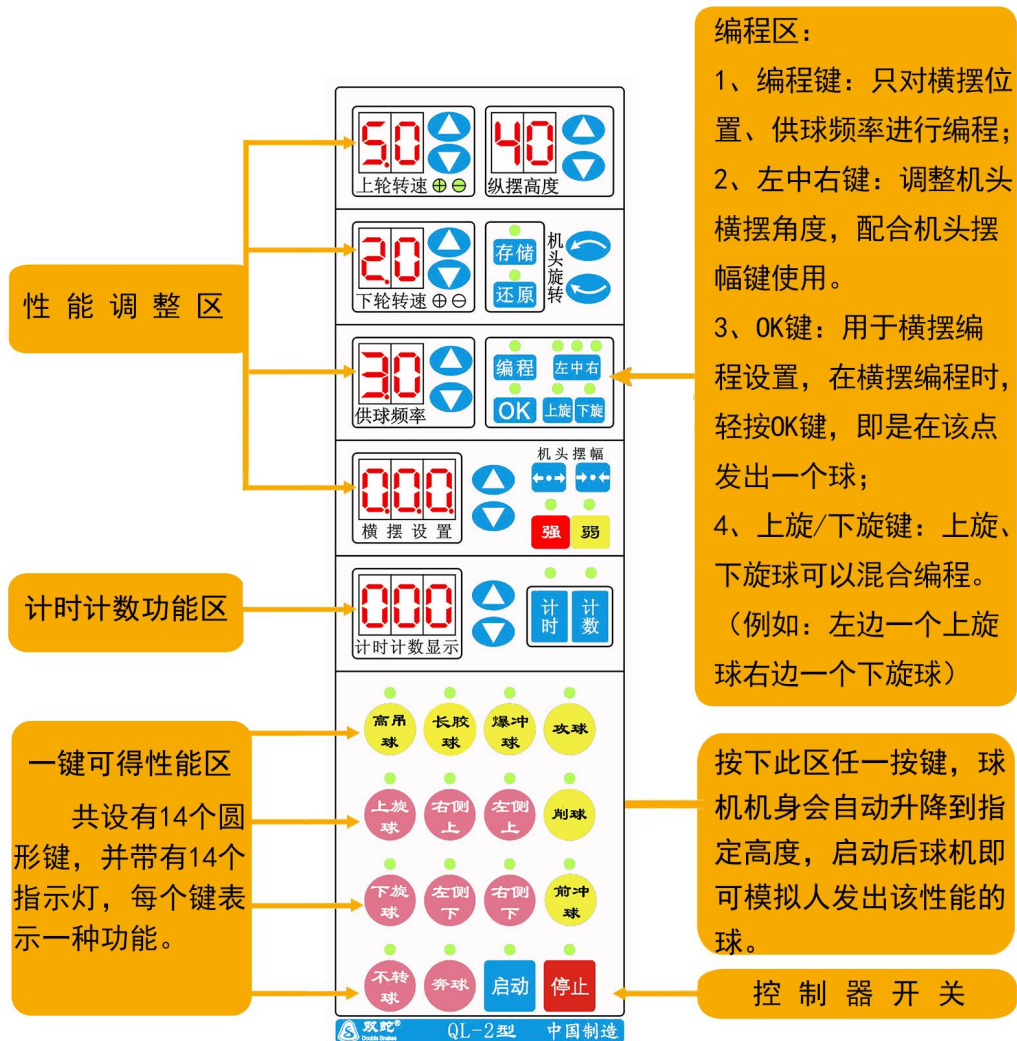 编程区：
1、编程键：只对横摆位
置、供球频率进行编程；
2、左中右键：调整机头
横摆角度，配合机头摆
幅键使用。
3、OK键：用于横摆编
程设置，在横摆编程时，
轻按OK键，即是在该点
发出一个球；
4、上旋/下旋键：上旋、
下旋球可以混合编程。
（例如：左边一个上旋
球右边一个下旋球）
性能调整区
5.0
上轮转速⊕⊖
40
纵摆高度
2.0
下轮转速⊕⊖
存储
还原
机头旋转
3.0
供球频率
编程
左中右
OK
上旋
下旋
0.0.0
横摆设置
机头摆幅
强
弱
计时计数功能区
000
计时计数显示
计时
计数
一键可得性能区
共设有14个圆
形键，并带有14个
指示灯，每个键表
示一种功能。
高吊
球
长胶
球
爆冲
球
攻球
上旋
球
右侧
上
左侧
上
削球
下旋
球
左侧
下
右侧
下
前冲
球
不转
球
奔球
启动
停止
按下此区任一按键，球
机机身会自动升降到指
定高度，启动后球机即
可模拟人发出该性能的
球。
控制器开关
双蛇®
Double Snakes
QL-2型
中国制造